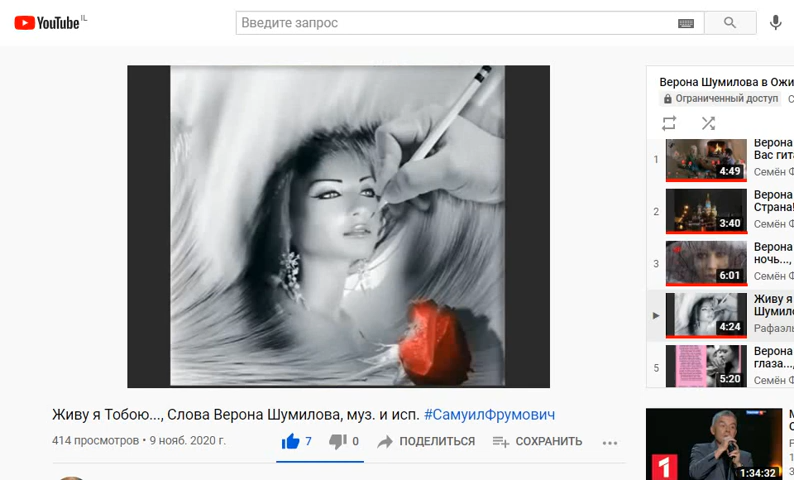 YouTube IL
Введите запрос
Верона Шумилова в Ожи
Ограниченный доступ
1
Верона
Вас гит
4:49
Семён Ф
2
Верона
Страна!
3:40
Семён Ф
3
Верона
ночь...,
6:01
Семён Ф
Живу я
Шумило
4:24
Рафаэль
5
Верона
глаза...,
5:20
Семён Ф
Живу я Тобою..., Слова Верона Шумилова, муз. и исп. #СамуилФрумович
414 просмотров • 9 нояб. 2020 г.
7
0
ПОДЕЛИТЬСЯ
СОХРАНИТЬ
1
1:34:32